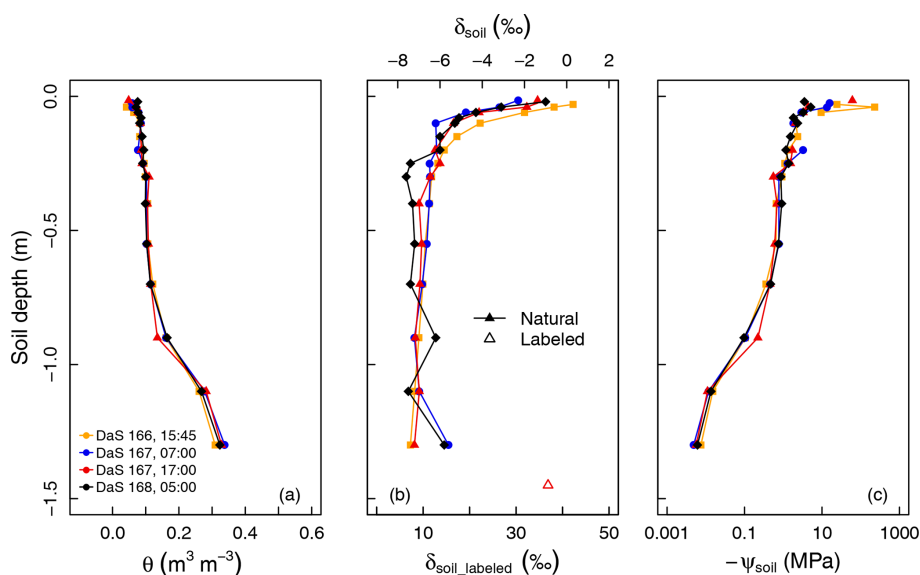 δsoil (‰)
−8 −6 −4 −2 0 2
Soil depth (m)
0.0
−0.5
−1.0
−1.5
DaS 166, 15:45
DaS 167, 07:00
DaS 167, 17:00
DaS 168, 05:00
(a)
0.0 0.2 0.4 0.6
θ (m³ m−³)
Natural
Labeled
(b)
10 30 50
δsoil_labeled (‰)
(c)
0.001 0.1 10 1000
−ψsoil (MPa)